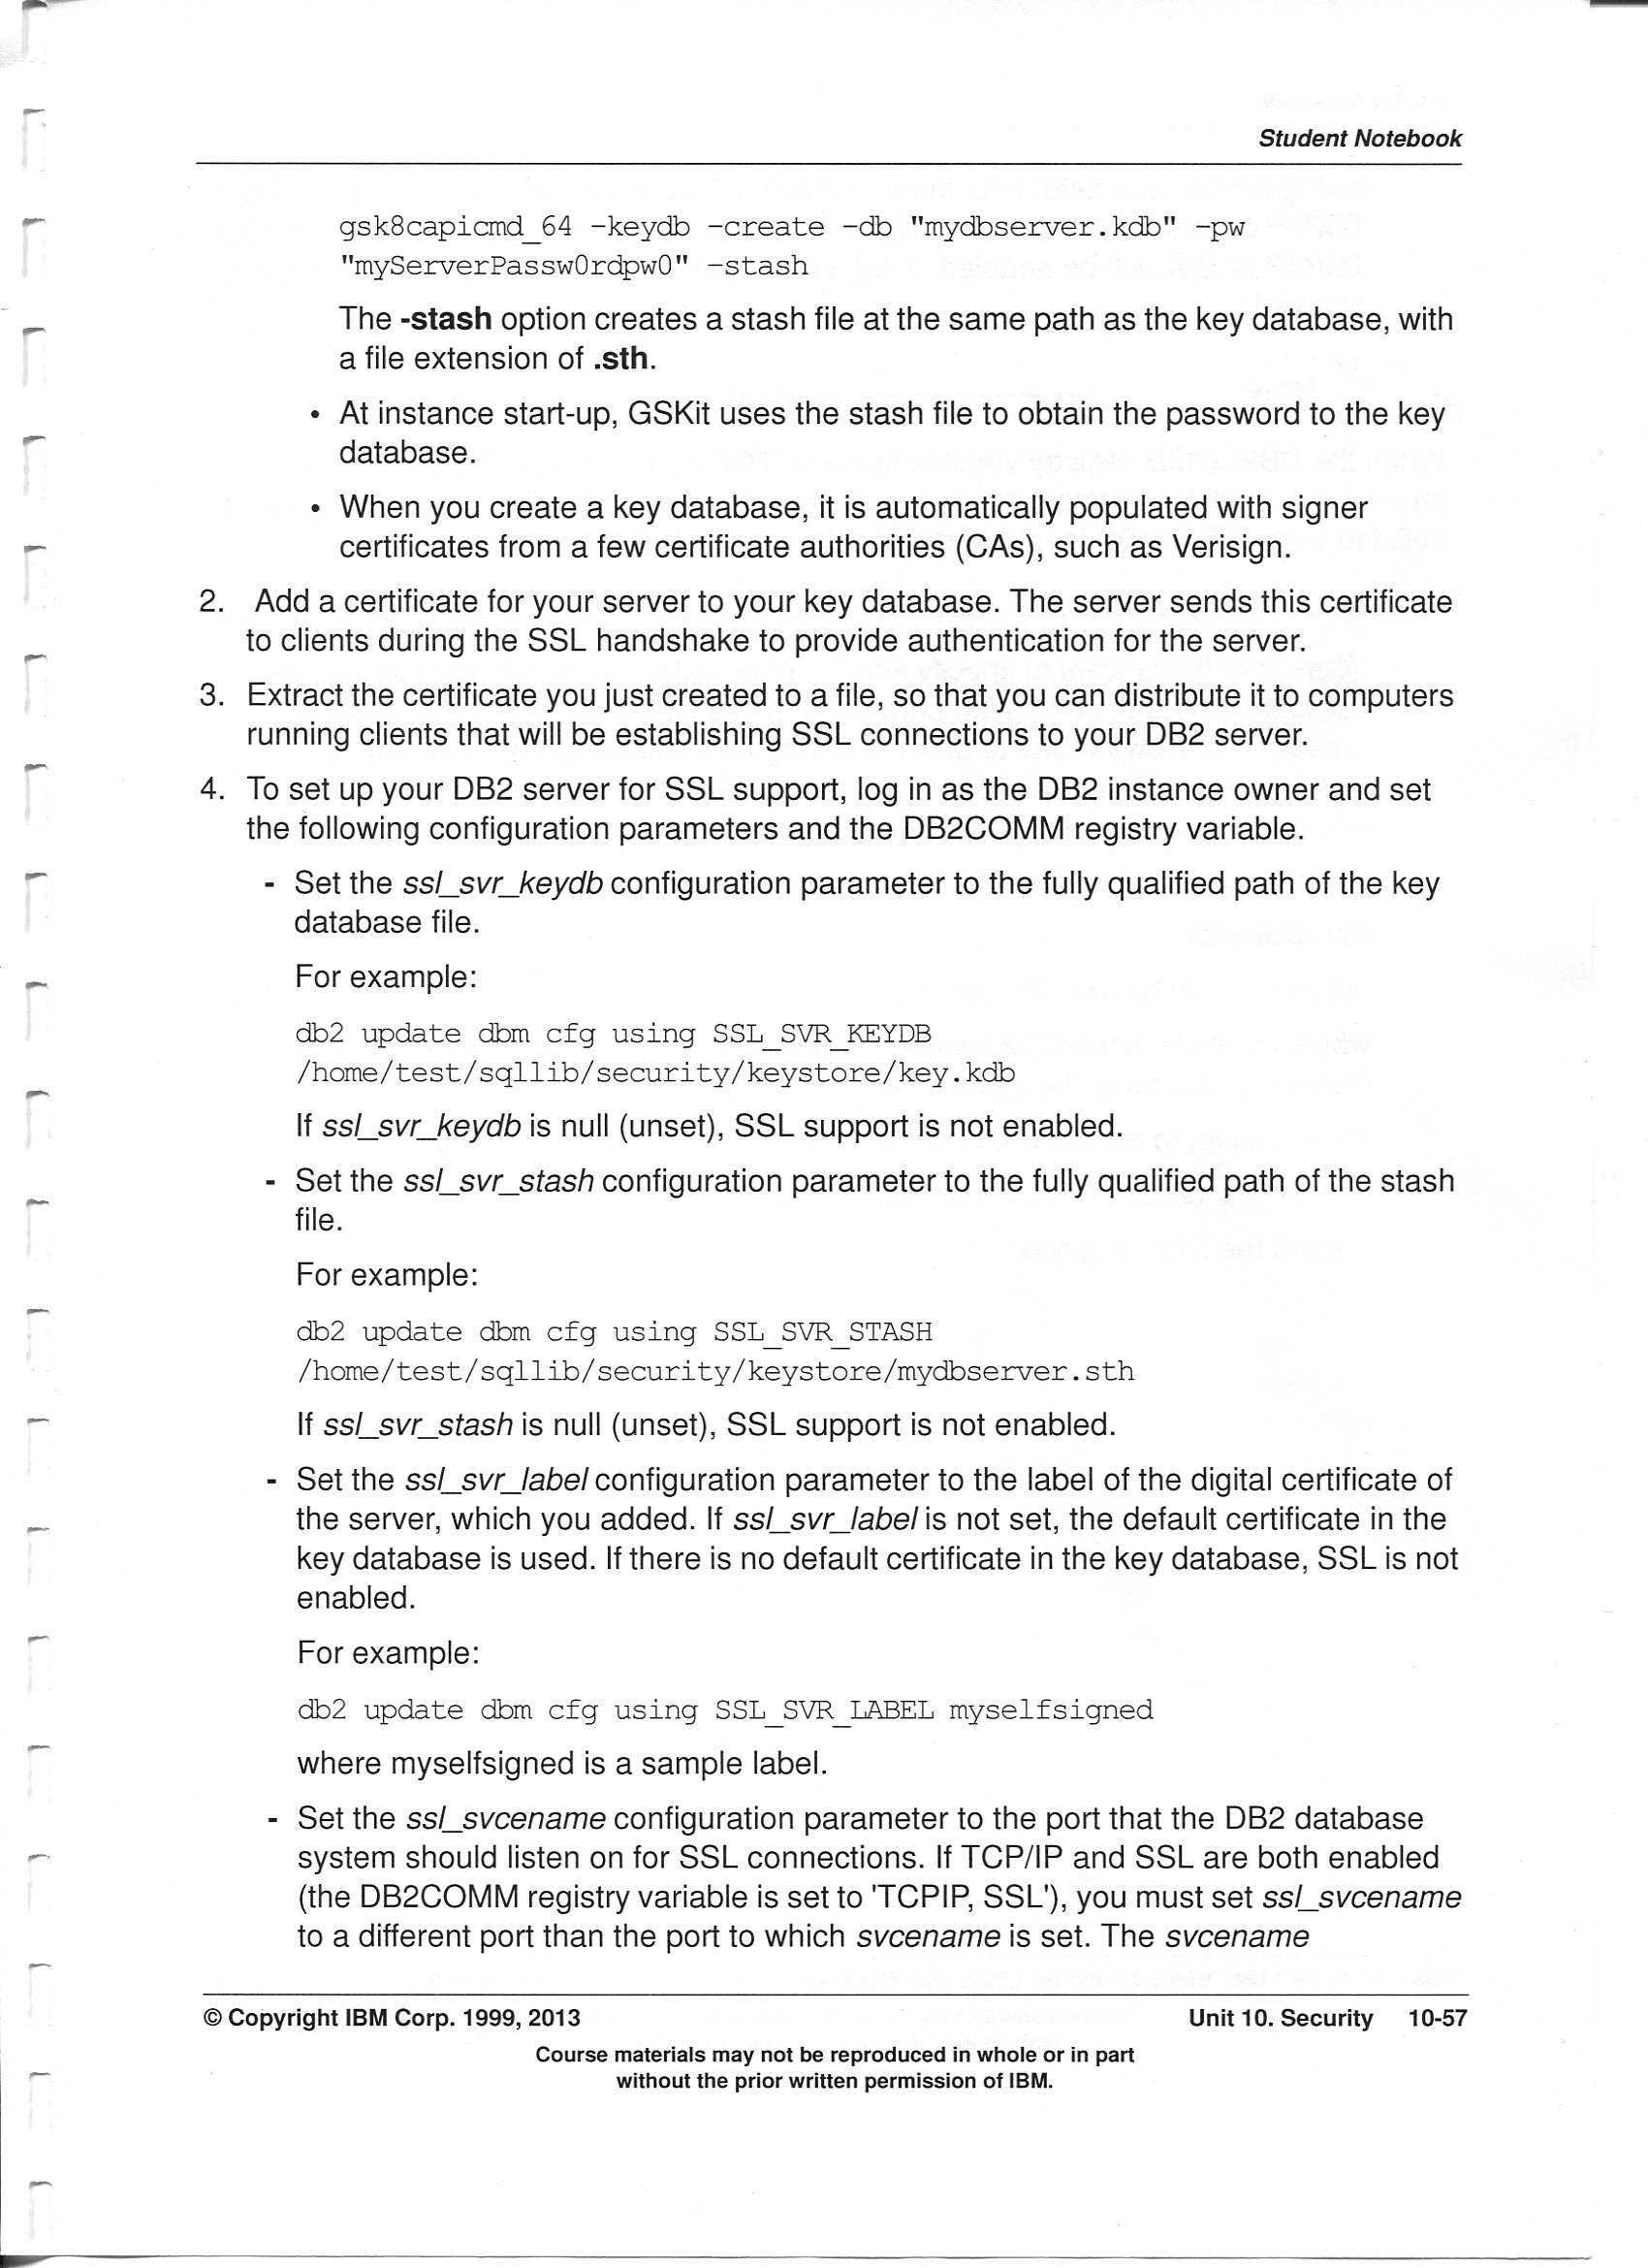 Student Notebook
gsk8capicmd_64 -keydb -create -db "mydbserver.kdb" -pw
"myServerPassw0rdpw0" -stash
The -stash option creates a stash file at the same path as the key database, with
a file extension of .sth.
• At instance start-up, GSKit uses the stash file to obtain the password to the key
database.
• When you create a key database, it is automatically populated with signer
certificates from a few certificate authorities (CAs), such as Verisign.
2. Add a certificate for your server to your key database. The server sends this certificate
to clients during the SSL handshake to provide authentication for the server.
3. Extract the certificate you just created to a file, so that you can distribute it to computers
running clients that will be establishing SSL connections to your DB2 server.
4. To set up your DB2 server for SSL support, log in as the DB2 instance owner and set
the following configuration parameters and the DB2COMM registry variable.
- Set the ssl_svr_keydb configuration parameter to the fully qualified path of the key
database file.
For example:
db2 update dbm cfg using SSL_SVR_KEYDB
/home/test/sqllib/security/keystore/key.kdb
If ssl_svr_keydb is null (unset), SSL support is not enabled.
- Set the ssl_svr_stash configuration parameter to the fully qualified path of the stash
file.
For example:
db2 update dbm cfg using SSL_SVR_STASH
/home/test/sqllib/security/keystore/mydbserver.sth
If ssl_svr_stash is null (unset), SSL support is not enabled.
- Set the ssl_svr_label configuration parameter to the label of the digital certificate of
the server, which you added. If ssl_svr_label is not set, the default certificate in the
key database is used. If there is no default certificate in the key database, SSL is not
enabled.
For example:
db2 update dbm cfg using SSL_SVR_LABEL myselfsigned
where myselfsigned is a sample label.
- Set the ssl_svcename configuration parameter to the port that the DB2 database
system should listen on for SSL connections. If TCP/IP and SSL are both enabled
(the DB2COMM registry variable is set to 'TCPIP, SSL'), you must set ssl_svcename
to a different port than the port to which svcename is set. The svcename
© Copyright IBM Corp. 1999, 2013
Unit 10. Security 10-57
Course materials may not be reproduced in whole or in part
without the prior written permission of IBM.